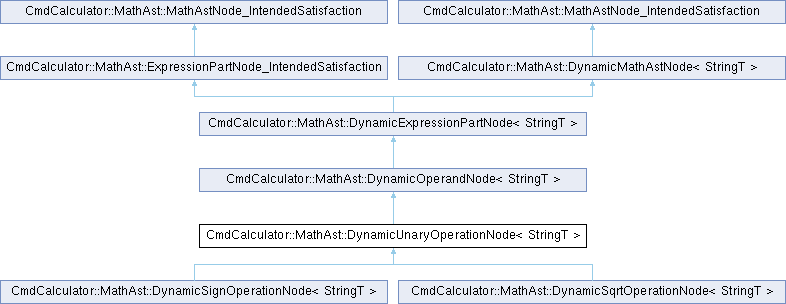 CmdCalculator::MathAst::MathAstNode_IntendedSatisfaction
CmdCalculator::MathAst::MathAstNode_IntendedSatisfaction
CmdCalculator::MathAst::ExpressionPartNode_IntendedSatisfaction
CmdCalculator::MathAst::DynamicMathAstNode< StringT >
CmdCalculator::MathAst::DynamicExpressionPartNode< StringT >
CmdCalculator::MathAst::DynamicOperandNode< StringT >
CmdCalculator::MathAst::DynamicUnaryOperationNode< StringT >
CmdCalculator::MathAst::DynamicSignOperationNode< StringT >
CmdCalculator::MathAst::DynamicSqrtOperationNode< StringT >